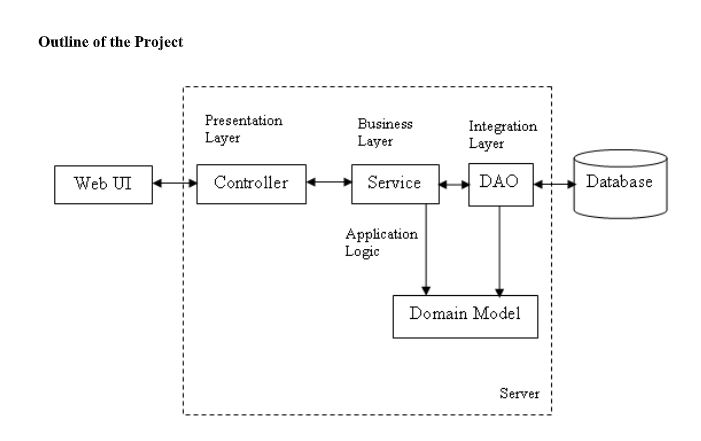 Outline of the Project
Presentation
Layer
Business
Layer
Integration
Layer
Web UI
Controller
Service
DAO
Database
Application
Logic
Domain Model
Server